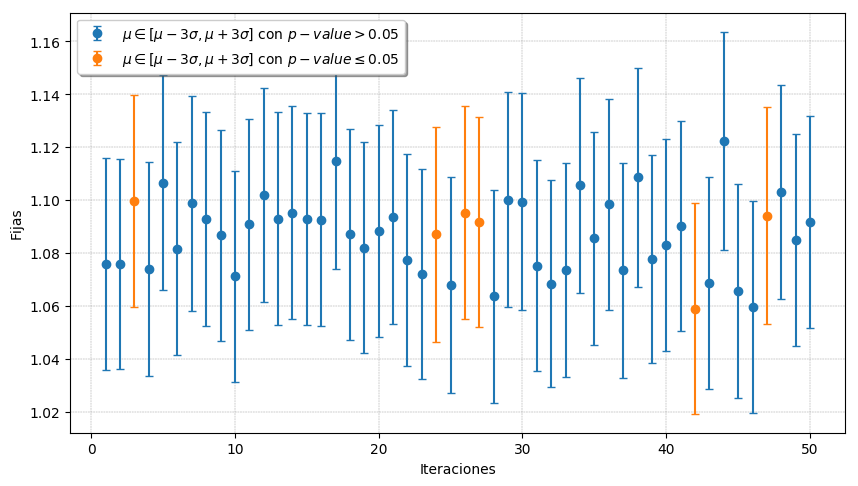 μ ∈ [μ − 3σ, μ + 3σ] con p − value > 0.05
μ ∈ [μ − 3σ, μ + 3σ] con p − value ≤ 0.05
1.16
1.14
1.12
1.10
1.08
1.06
1.04
1.02
Fijas
0 10 20 30 40 50
Iteraciones